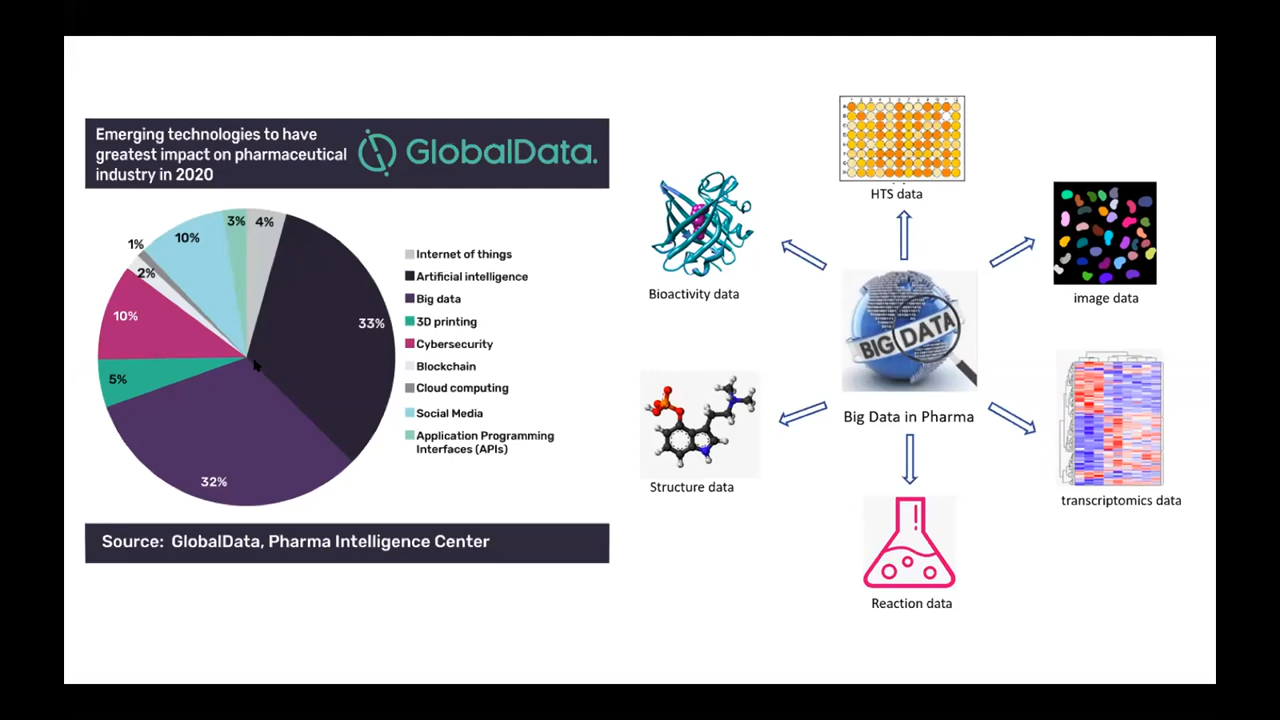 Emerging technologies to have
greatest impact on pharmaceutical
industry in 2020
GlobalData.
3%
4%
10%
1%
2%
10%
33%
5%
32%
Internet of things
Artificial intelligence
Big data
3D printing
Cybersecurity
Blockchain
Cloud computing
Social Media
Application Programming
Interfaces (APIs)
Source: GlobalData, Pharma Intelligence Center
HTS data
Bioactivity data
image data
BIG DATA
Big Data in Pharma
Structure data
transcriptomics data
Reaction data